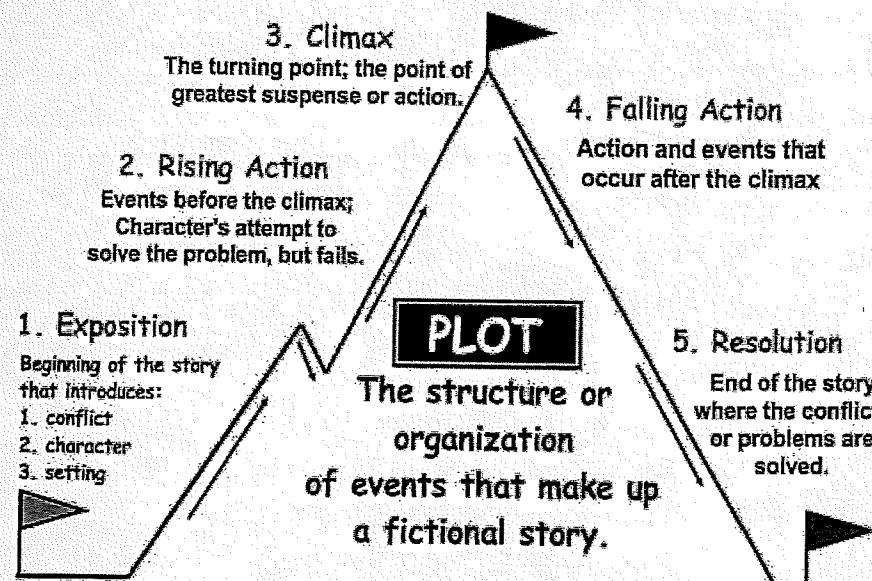 3. Climax
The turning point; the point of
greatest suspense or action.
4. Falling Action
Action and events that
occur after the climax
2. Rising Action
Events before the climax;
Character's attempt to
solve the problem, but fails.
1. Exposition
Beginning of the story
that introduces:
1. conflict
2. character
3. setting
PLOT
The structure or
organization
of events that make up
a fictional story.
5. Resolution
End of the story
where the conflict
or problems are
solved.